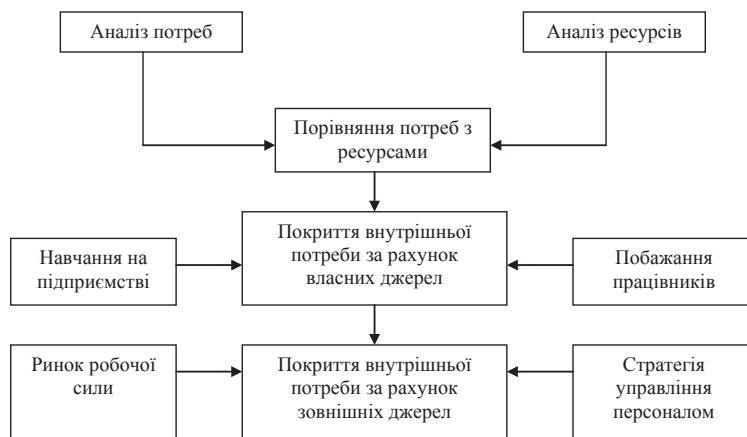 Аналіз потреб
Аналіз ресурсів
Порівняння потреб з
ресурсами
Покриття внутрішньої
потреби за рахунок
власних джерел
Навчання на
підприємстві
Побажання
працівників
Ринок робочої
сили
Покриття внутрішньої
потреби за рахунок
зовнішніх джерел
Стратегія
управління
персоналом